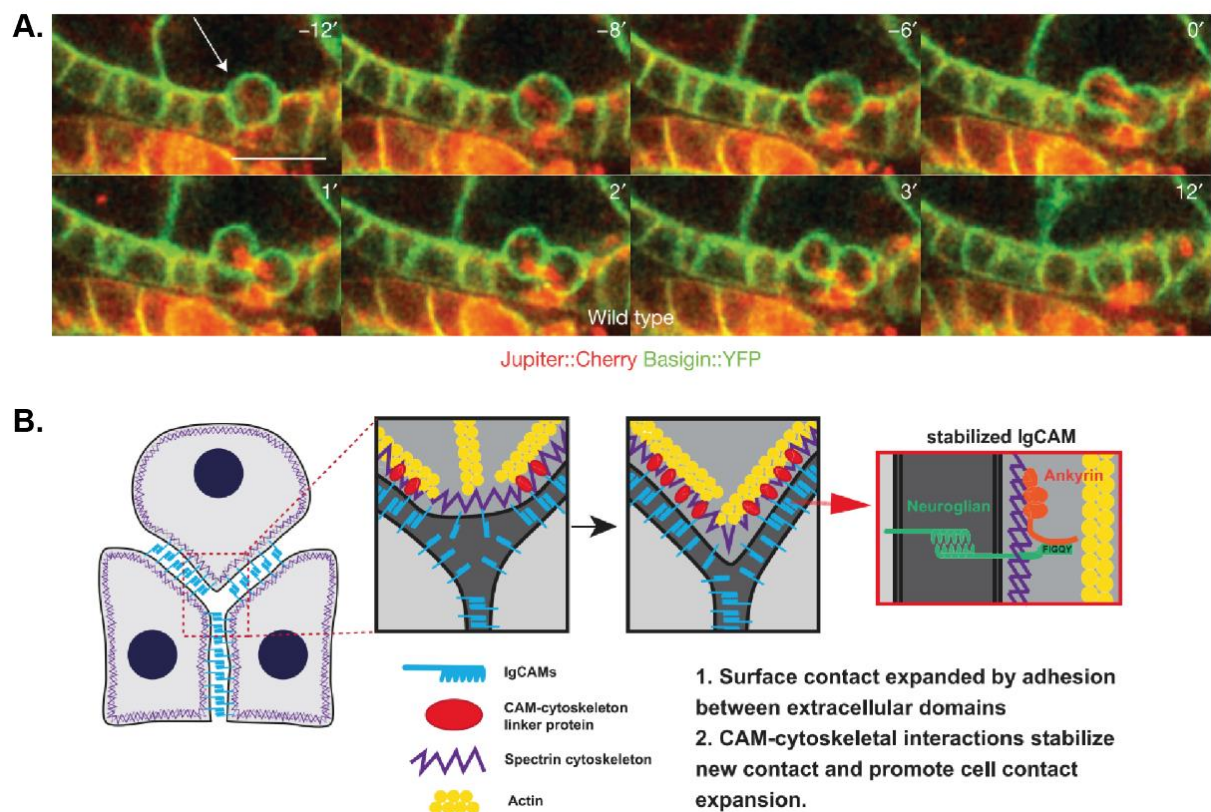 A.
–12′
–8′
–6′
0′
1′
2′
3′
12′
Wild type
Jupiter::Cherry Basigin::YFP
B.
stabilized IgCAM
Ankyrin
Neuroglian
FIGQY
IgCAMs
CAM-cytoskeleton
linker protein
Spectrin cytoskeleton
Actin
1. Surface contact expanded by adhesion
between extracellular domains
2. CAM-cytoskeletal interactions stabilize
new contact and promote cell contact
expansion.